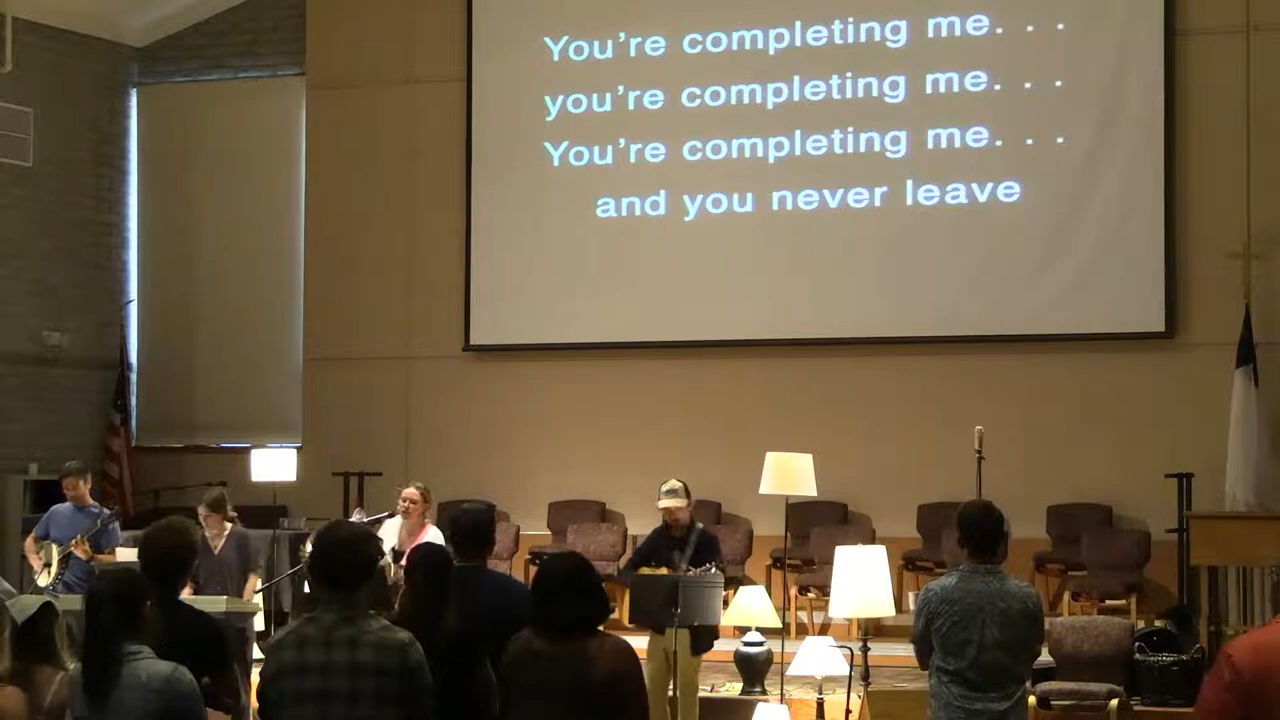 You're completing me. . .
you're completing me. . .
You're completing me. . .
and you never leave